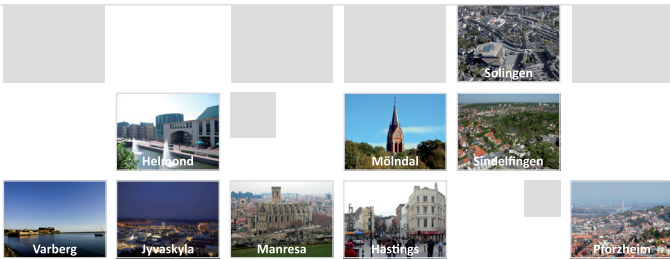 Solingen
Helmond
Mölndal
Sindelfingen
Varberg
Jyvaskyla
Manresa
Hastings
Pforzheim